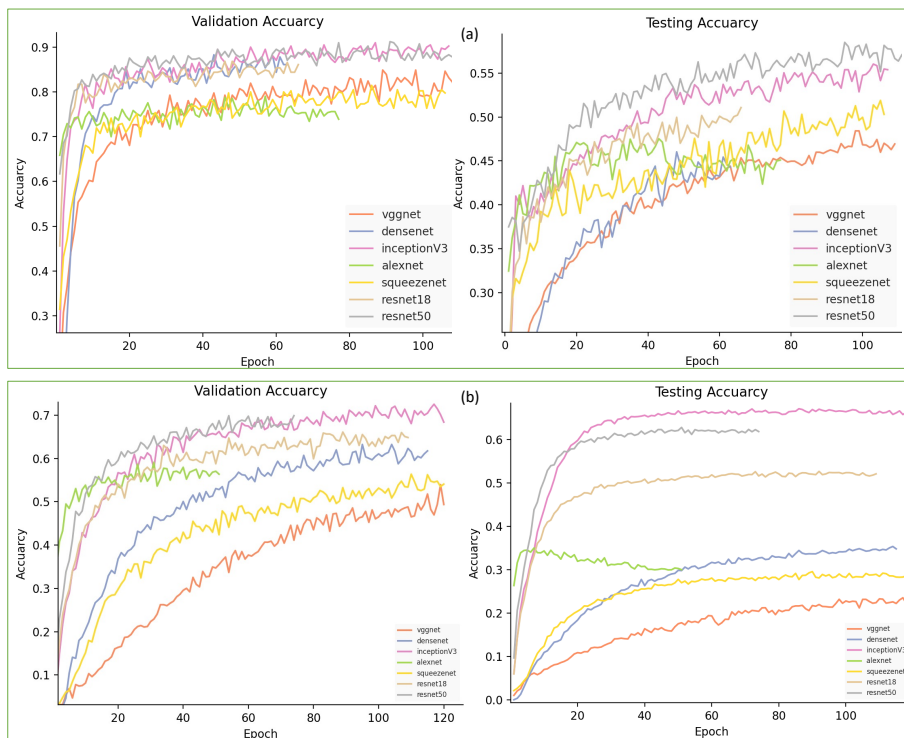 Validation Accuarcy
(a)
Testing Accuarcy
0.9
0.8
0.7
0.6
0.5
0.4
0.3
Accuarcy
vggnet
densenet
inceptionV3
alexnet
squeezenet
resnet18
resnet50
20 40 60 80 100
Epoch
0.55
0.50
0.45
0.40
0.35
0.30
Accuarcy
vggnet
densenet
inceptionV3
alexnet
squeezenet
resnet18
resnet50
1 20 40 60 80 100
Epoch
Validation Accuarcy
(b)
Testing Accuarcy
0.7
0.6
0.5
0.4
0.3
0.2
0.1
Accuarcy
vggnet
densenet
inceptionV3
alexnet
squeezenet
resnet18
resnet50
20 40 60 80 100 120
Epoch
0.6
0.5
0.4
0.3
0.2
0.1
0.0
Accuarcy
vggnet
densenet
inceptionV3
alexnet
squeezenet
resnet18
resnet50
20 40 60 80 100
Epoch